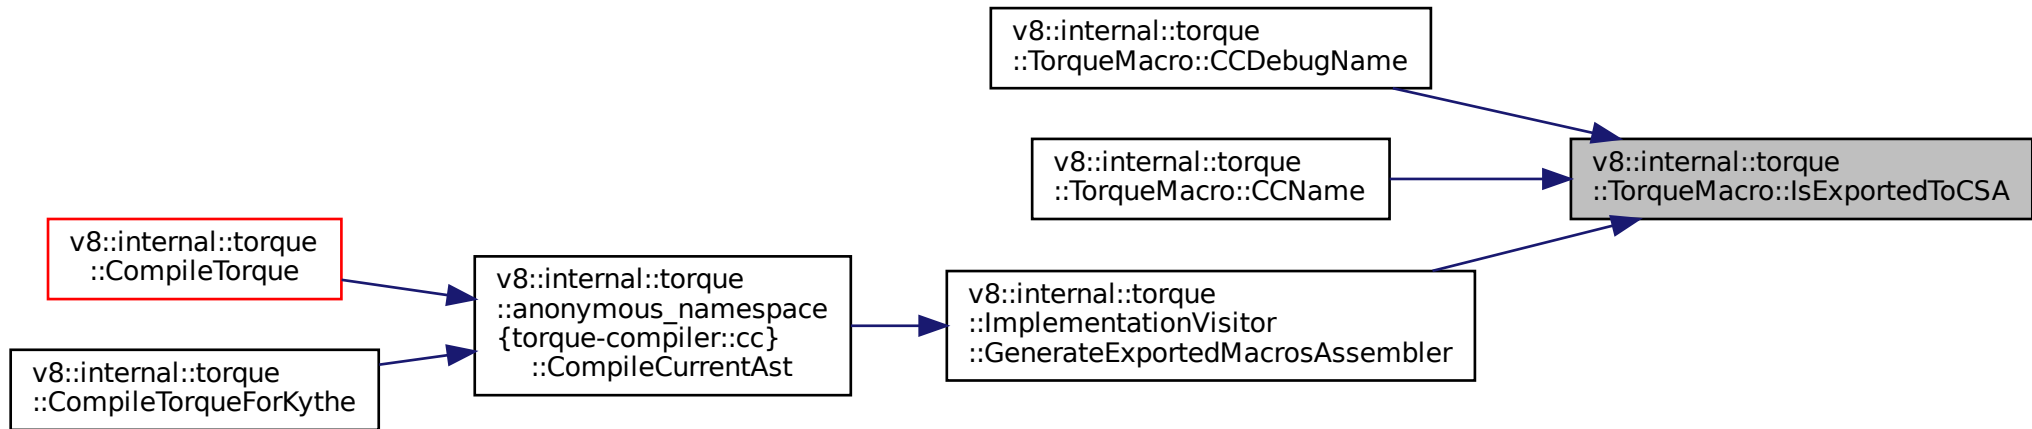 v8::internal::torque
::TorqueMacro::CCDebugName
v8::internal::torque
::TorqueMacro::CCName
v8::internal::torque
::TorqueMacro::IsExportedToCSA
v8::internal::torque
::CompileTorque
v8::internal::torque
::anonymous_namespace
{torque-compiler::cc}
::CompileCurrentAst
v8::internal::torque
::ImplementationVisitor
::GenerateExportedMacrosAssembler
v8::internal::torque
::CompileTorqueForKythe